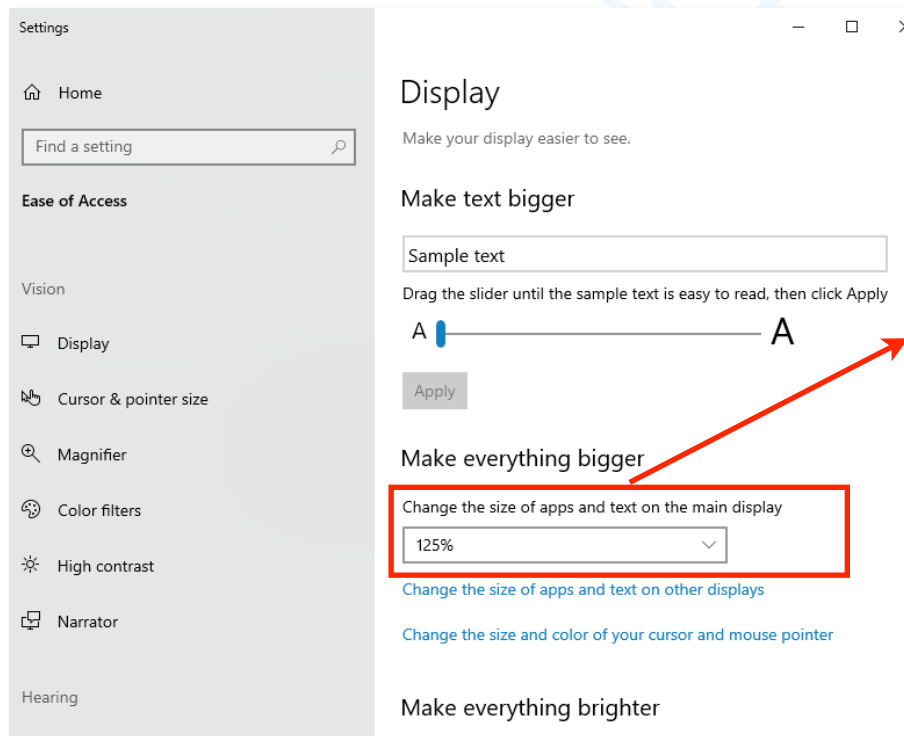 Settings
Home
Find a setting
Ease of Access
Vision
Display
Cursor & pointer size
Magnifier
Color filters
High contrast
Narrator
Hearing
Display
Make your display easier to see.
Make text bigger
Sample text
Drag the slider until the sample text is easy to read, then click Apply
A A
Apply
Make everything bigger
Change the size of apps and text on the main display
125%
Change the size of apps and text on other displays
Change the size and color of your cursor and mouse pointer
Make everything brighter